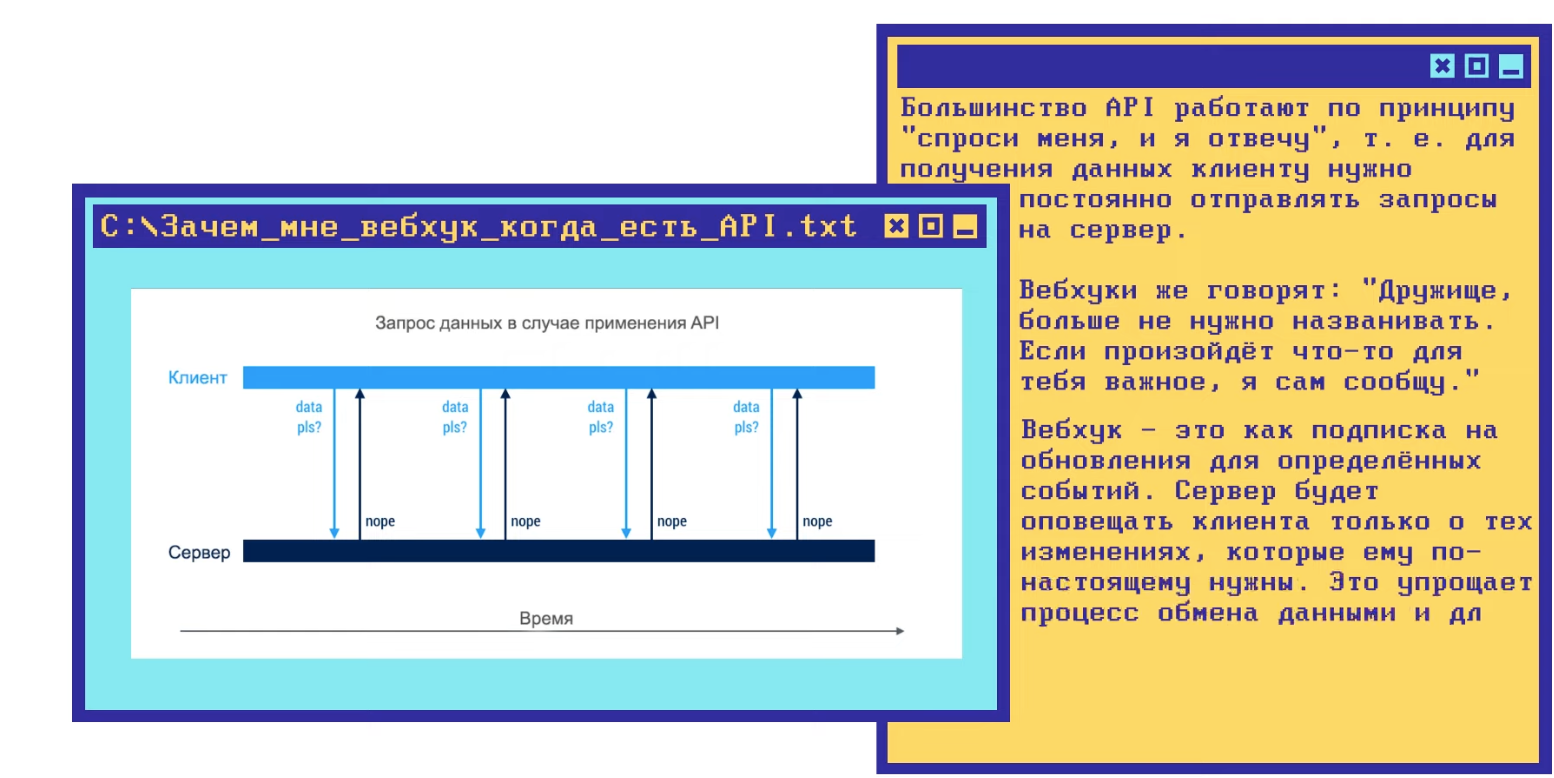 C:\Зачем_мне_вебхук_когда_есть_API.txt
Запрос данных в случае применения API
Клиент
data
pls?
data
pls?
data
pls?
data
pls?
nope
nope
nope
nope
Сервер
Время
Большинство API работают по принципу
"спроси меня, и я отвечу", т. е. для
получения данных клиенту нужно
постоянно отправлять запросы
на сервер.
Вебхуки же говорят: "Дружище,
больше не нужно названивать.
Если произойдёт что-то для
тебя важное, я сам сообщу."
Вебхук - это как подписка на
обновления для определённых
событий. Сервер будет
оповещать клиента только о тех
изменениях, которые ему по-
настоящему нужны. Это упрощает
процесс обмена данными и дл